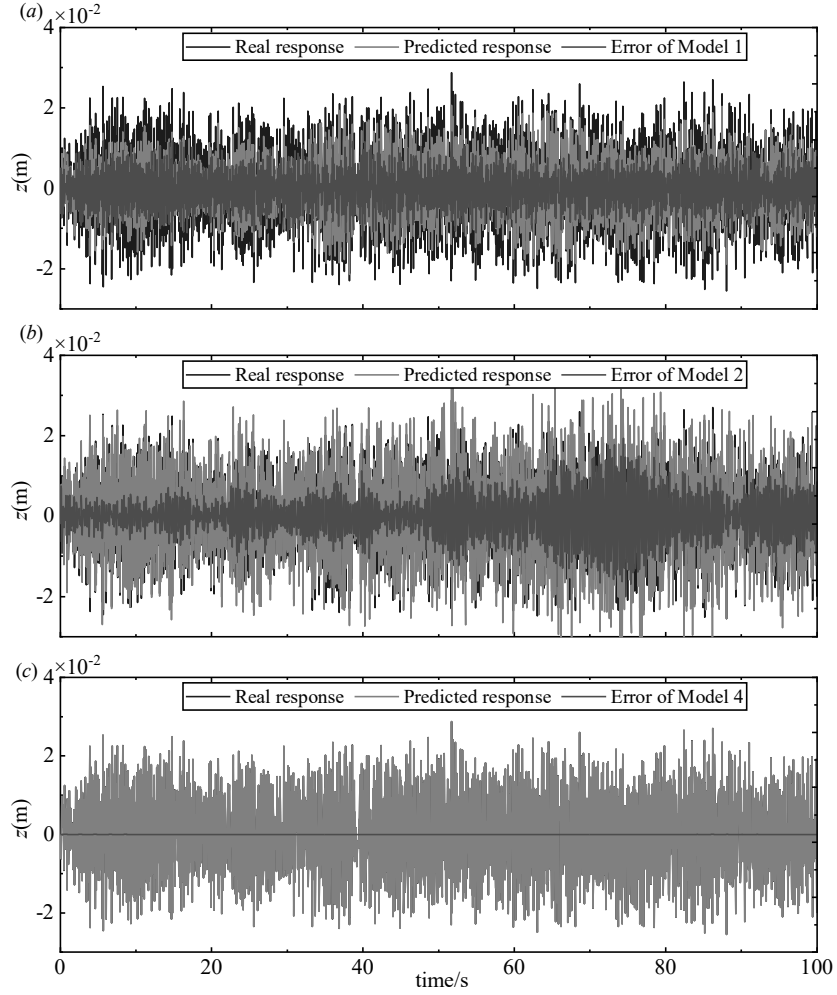 (a)
4×10-2
Real response Predicted response Error of Model 1
2
z(m)
0
-2
(b)
4×10-2
Real response Predicted response Error of Model 2
2
z(m)
0
-2
(c)
4×10-2
Real response Predicted response Error of Model 4
2
z(m)
0
-2
0 20 40 60 80 100
time/s